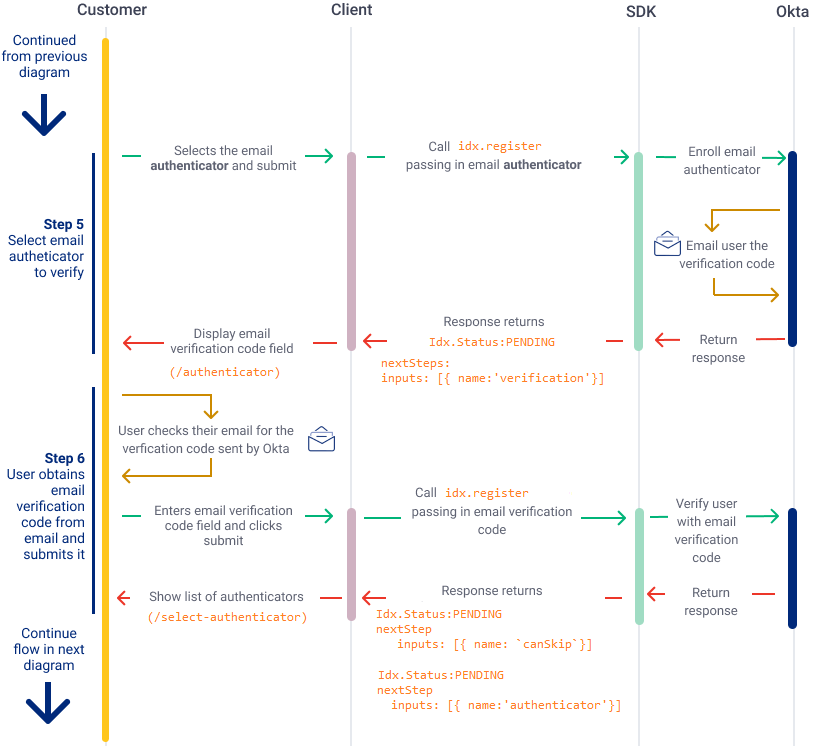 Customer
Client
SDK
Okta
Continued
from previous
diagram
Selects the email
authenticator and submit
Call idx.register
passing in email authenticator
Enroll email
authenticator
Step 5
Select email
autheticator
to verify
Email user the
verification code
Display email
verification code field
(/authenticator)
Response returns
Idx.Status:PENDING
nextSteps:
inputs: [{ name:'verification'}]
Return
response
User checks their email for the
verfication code sent by Okta
Step 6
User obtains
email
verification
code from
email and
submits it
Enters email verification
code field and clicks
submit
Call idx.register
passing in email verification
code
Verify user
with email
verification
code
Show list of authenticators
(/select-authenticator)
Response returns
Idx.Status:PENDING
nextStep
inputs: [{ name: `canSkip`}]
Idx.Status:PENDING
nextStep
inputs: [{ name:'authenticator'}]
Return
response
Continue
flow in next
diagram